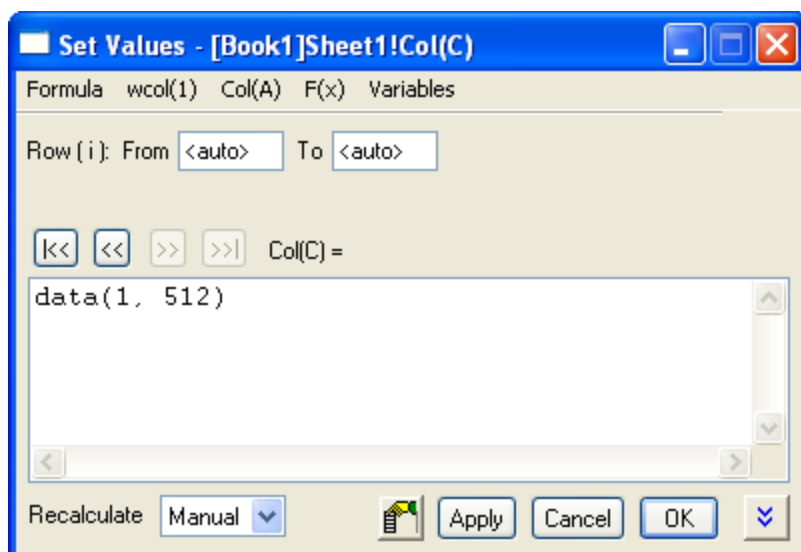 Set Values - [Book1]Sheet1!Col(C)
Formula wcol(1) Col(A) F(x) Variables
Row ( i ): From <auto> To <auto>
|<< << >> >>| Col(C) =
data(1, 512)
Recalculate Manual Apply Cancel OK